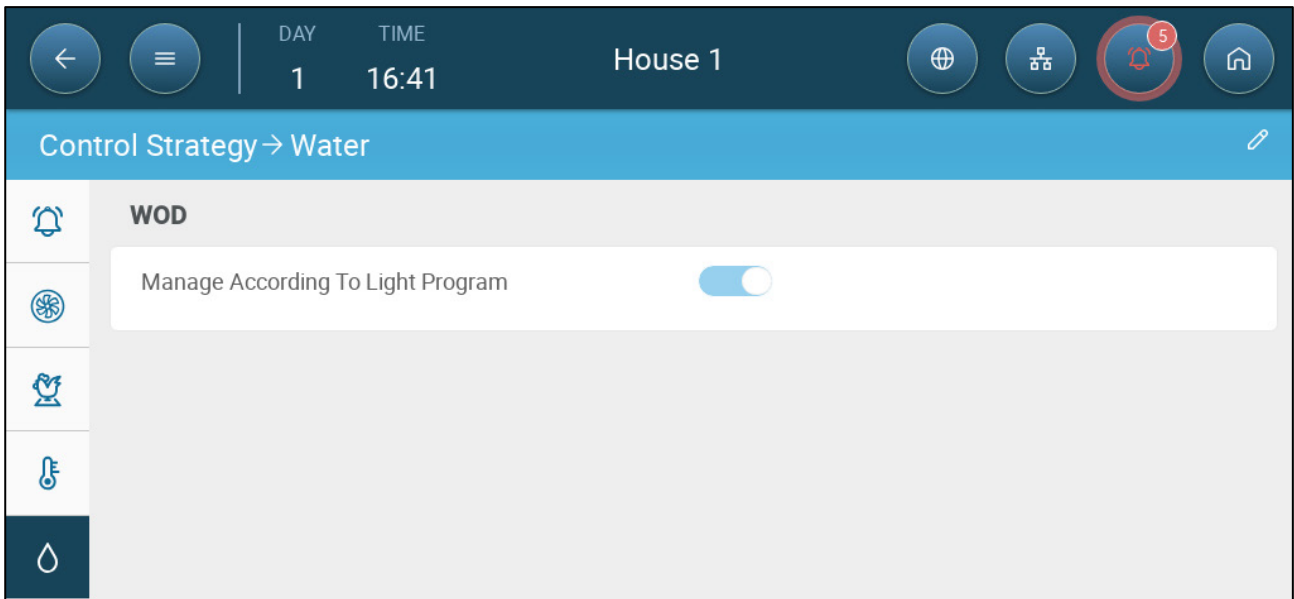 DAY TIME
1 16:41
House 1
5
Control Strategy → Water
WOD
Manage According To Light Program